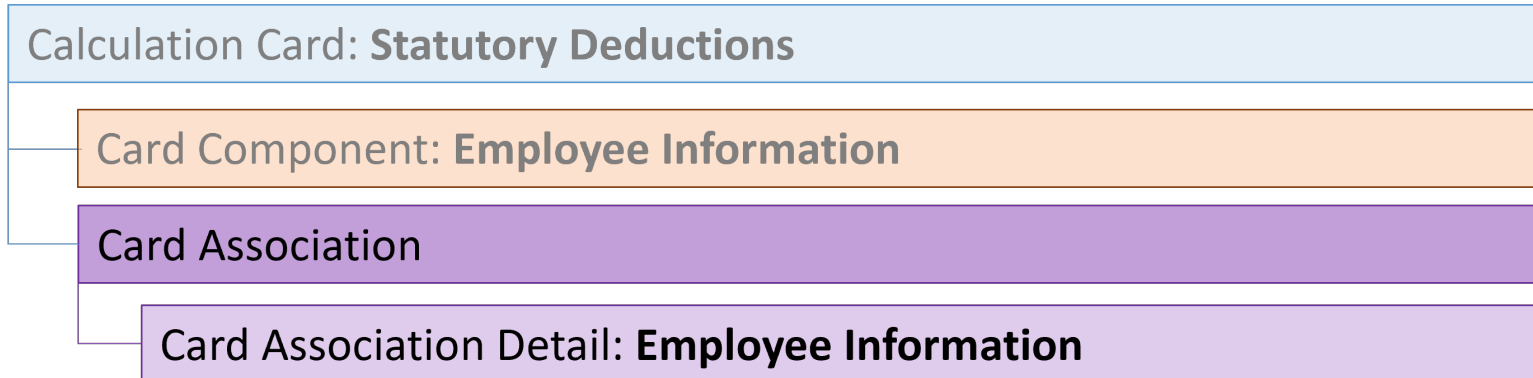 Calculation Card: Statutory Deductions
Card Component: Employee Information
Card Association
Card Association Detail: Employee Information